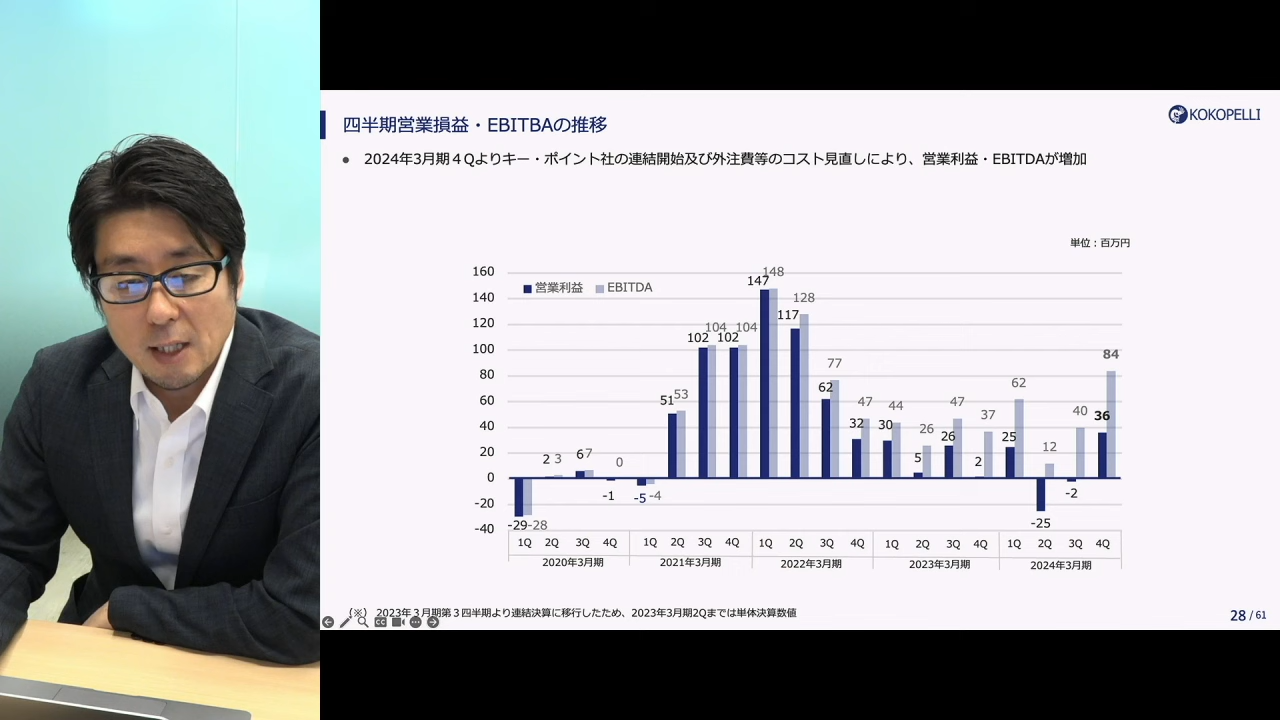 四半期営業損益・EBITBAの推移
KOKOPELLI
● 2024年3月期４Qよりキー・ポイント社の連結開始及び外注費等のコスト見直しにより、営業利益・EBITDAが増加
単位：百万円
営業利益 EBITDA
160
140
120
100
80
60
40
20
0
-20
-40
-29 -28 2 3 6 7 -1 0
-5 -4 51 53 102 104 102 104
147 148 117 128 62 77 32 47
30 44 5 26 26 47 2 37
25 62 -25 12 -2 40 36 84
1Q 2Q 3Q 4Q 1Q 2Q 3Q 4Q 1Q 2Q 3Q 4Q 1Q 2Q 3Q 4Q 1Q 2Q 3Q 4Q
2020年3月期 2021年3月期 2022年3月期 2023年3月期 2024年3月期
（※） 2023年３月期第３四半期より連結決算に移行したため、2023年3月期2Qまでは単体決算数値
28 / 61